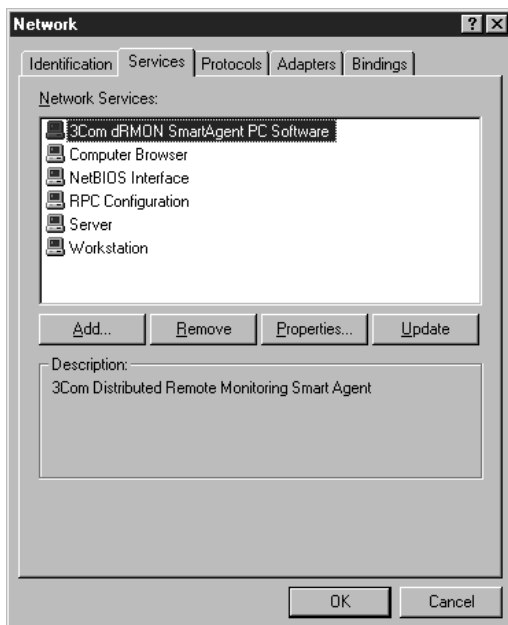 Network
Identification Services Protocols Adapters Bindings
Network Services:
3Com dRMON SmartAgent PC Software
Computer Browser
NetBIOS Interface
RPC Configuration
Server
Workstation
Add... Remove Properties... Update
Description:
3Com Distributed Remote Monitoring Smart Agent
OK Cancel